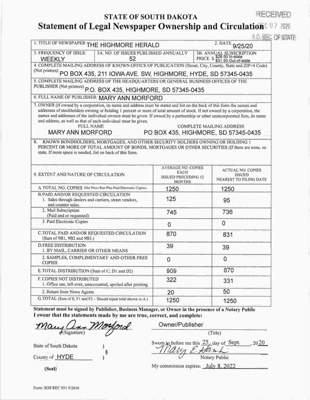 STATE OF SOUTH DAKOTA
Statement of Legal Newspaper Ownership and Circulation
RECEIVED
S.D. SEC. OF STATE
1. TITLE OF NEWSPAPER THE HIGHMORE HERALD
2. DATE 9/25/20
3. FREQUENCY OF ISSUE
WEEKLY
3A. NO. OF ISSUES PUBLISHED ANNUALLY
52
3B. ANNUAL SUBSCRIPTION
PRICE $
$31.50 Out-of-state
4. COMPLETE MAILING ADDRESS OF KNOWN OFFICE OF PUBLICATION (Street, City, County, State and ZIP+4 Code)
(Not printer) PO BOX 435, 211 IOWA AVE. SW, HIGHMORE, HYDE, SD 57345-0435
5. COMPLETE MAILING ADDRESS OF THE HEADQUARTERS OR GENERAL BUSINESS OFFICES OF THE
PUBLISHER (Not printer)
P.O. BOX 435, HIGHMORE, SD 57345-0435
6. FULL NAME OF PUBLISHER MARY ANN MORFORD
7. OWNER (If owned by a corporation, its name and address must be stated and list on the back of this form the names and
addresses of stockholders owning or holding 1 percent or more of total amount of stock. If not owned by a corporation, the
names and addresses of the individual owners must be given. If owned by a partnership or other unincorporated firm, its name
and address, as well as that of each individual must be given.
FULL NAME
COMPLETE MAILING ADDRESS
MARY ANN MORFORD
PO BOX 435, HIGHMORE, SD 57345-0435
8. KNOWN BONDHOLDERS, MORTGAGES, AND OTHER SECURITY HOLDERS OWNING OR HOLDING 1
PERCENT OR MORE OF TOTAL AMOUNT OF BONDS, MORTGAGES OR OTHER SECURITIES (If there are none, so
state. If more space is needed, list on back of this form.
9. EXTENT AND NATURE OF CIRCULATION
AVERAGE NO. COPIES
EACH
ISSUED PRECEDING 12
MONTHS
ACTUAL NO. COPIES
ISSUED
NEAREST TO FILING DATE
A. TOTAL NO. COPIES (Net Press Run Plus Paid Electronic Copies)
1250
1250
B. PAID AND/OR REQUESTED CIRCULATION
1. Sales through dealers and carriers, street vendors,
and counter sales.
125
95
2. Mail Subscription
(Paid and or requested)
745
736
3. Paid Electronic Copies
0
0
C. TOTAL PAID AND/OR REQUESTED CIRCULATION
(Sum of 9B1, 9B2 and 9B3.)
870
831
D. FREE DISTRIBUTION
1. BY MAIL, CARRIER OR OTHER MEANS
39
39
2. SAMPLES, COMPLIMENTARY AND OTHER FREE
COPIES
0
0
E. TOTAL DISTRIBUTION (Sum of C, D1 and D2)
909
870
F. COPIES NOT DISTRIBUTED
1. Office use, left over, unaccounted, spoiled after printing
322
331
2. Return from News Agents
20
50
G. TOTAL (Sum of E, F1 and F2 – Should equal total shown in A.)
1250
1250
Statement must be signed by Publisher, Business Manager, or Owner in the presence of a Notary Public
I swear that the statements made by me are true, correct, and complete:
Mary Ann Morford
(Signature)
Owner/Publisher
(Title)
State of South Dakota )
§
County of HYDE )
Sworn to before me this 25 day of Sept. , 2020
Notary Public
(Seal)
My commission expires: July 8, 2022
Form: SOS REC 051 9/2016